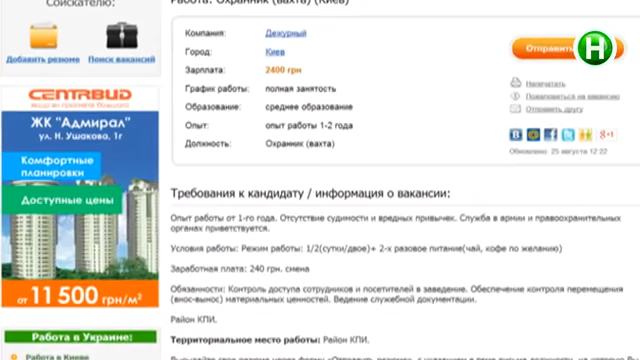 Работа: Охранник (вахта) (Киев)
Соискателю:
Добавить резюме
Поиск вакансий
CENTRBUD
ЖК "Адмирал"
ул. Н. Ушакова, 1г
Комфортные
планировки
Доступные цены
от 11 500 грн/м²
Работа в Украине:
Работа в Киеве
Компания: Дежурный
Город: Киев
Зарплата: 2400 грн
График работы: полная занятость
Образование: среднее образование
Опыт: опыт работы 1-2 года
Должность: Охранник (вахта)
Отправить
Н
Напечатать
Пожаловаться на вакансию
Отправить другу
+1
Обновлено: 25 августа 12:22
Требования к кандидату / информация о вакансии:
Опыт работы от 1-го года. Отсутствие судимости и вредных привычек. Служба в армии и правоохранительных
органах приветствуется.
Условия работы: Режим работы: 1/2(сутки/двое)+ 2-х разовое питание(чай, кофе по желанию)
Заработная плата: 240 грн. смена
Обязанности: Контроль доступа сотрудников и посетителей в заведение. Обеспечение контроля перемещения
(внос-вынос) материальных ценностей. Ведение служебной документации.
Район КПИ.
Территориальное место работы: Район КПИ.